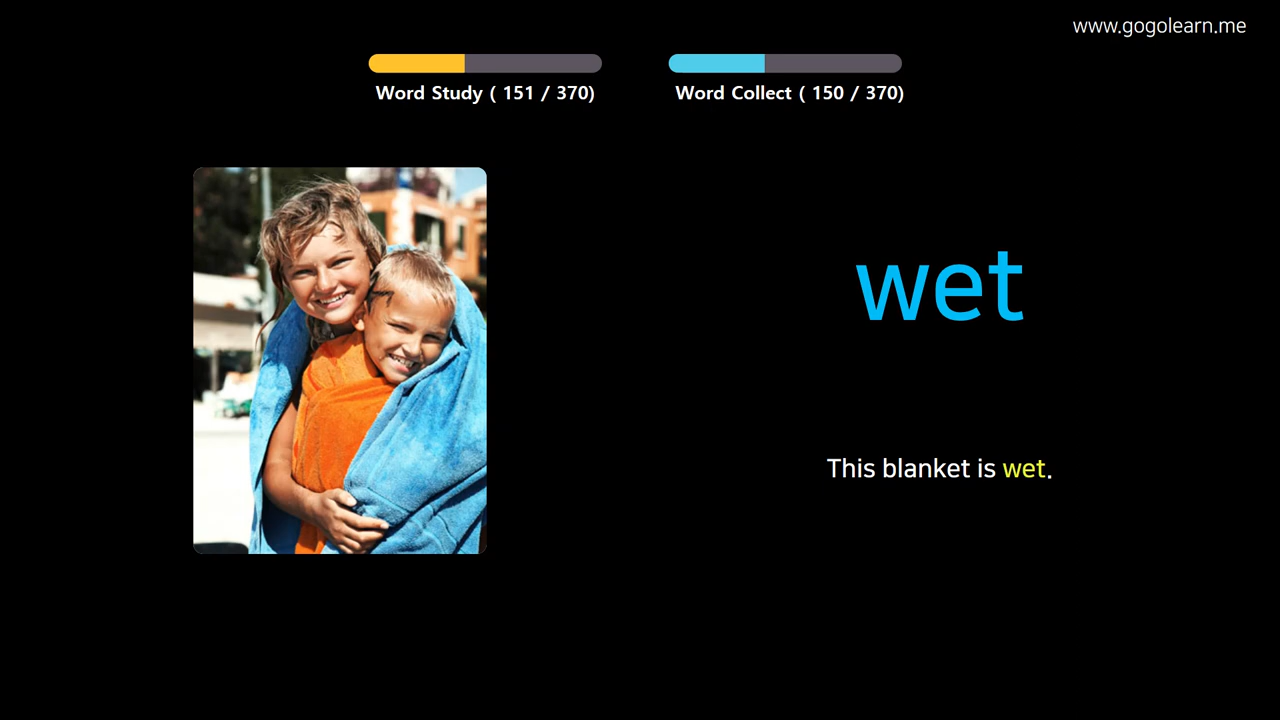 www.gogolearn.me
Word Study ( 151 / 370)
Word Collect ( 150 / 370)
wet
This blanket is wet.